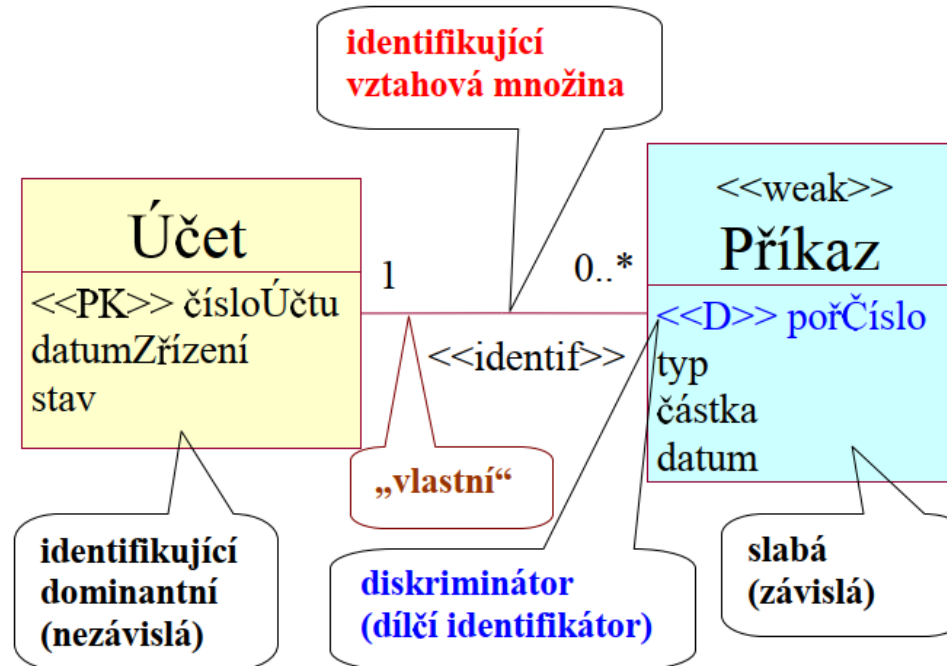 identifikující
vztahová množina
<<weak>>
Účet
Příkaz
1
0..*
<<PK>> čísloÚčtu
datumZřízení
stav
<<D>> pořČíslo
typ
částka
datum
<<identif>>
„vlastní“
identifikující
dominantní
(nezávislá)
diskriminátor
(dílčí identifikátor)
slabá
(závislá)